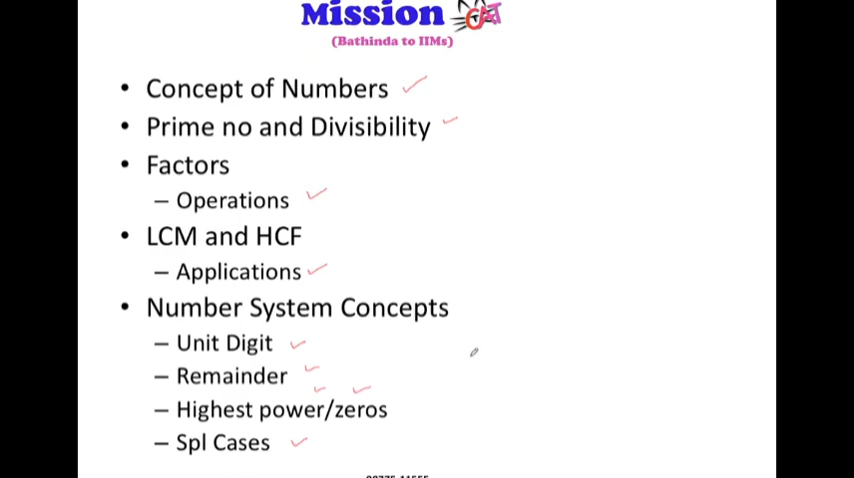 Mission CAT
(Bathinda to IIMs)
• Concept of Numbers
• Prime no and Divisibility
• Factors
– Operations
• LCM and HCF
– Applications
• Number System Concepts
– Unit Digit
– Remainder
– Highest power/zeros
– Spl Cases